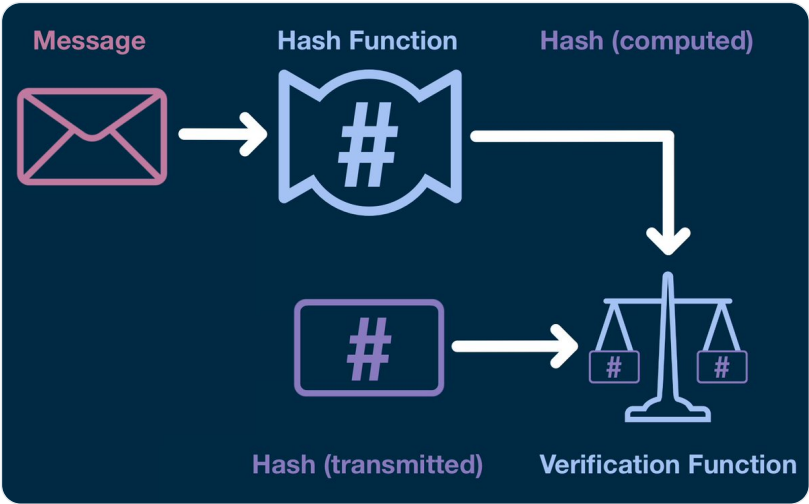 Message
Hash Function
Hash (computed)
#
#
#
#
Hash (transmitted)
Verification Function